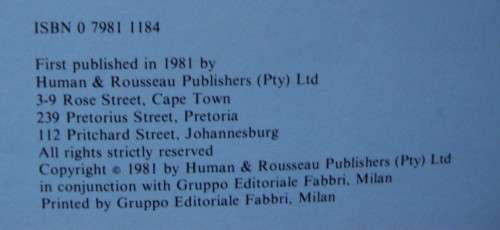 ISBN 0 7981 1184
First published in 1981 by
Human & Rousseau Publishers (Pty) Ltd
3-9 Rose Street, Cape Town
239 Pretorius Street, Pretoria
112 Pritchard Street, Johannesburg
All rights strictly reserved
Copyright © 1981 by Human & Rousseau Publishers (Pty) Ltd
in conjunction with Gruppo Editoriale Fabbri, Milan
Printed by Gruppo Editoriale Fabbri, Milan